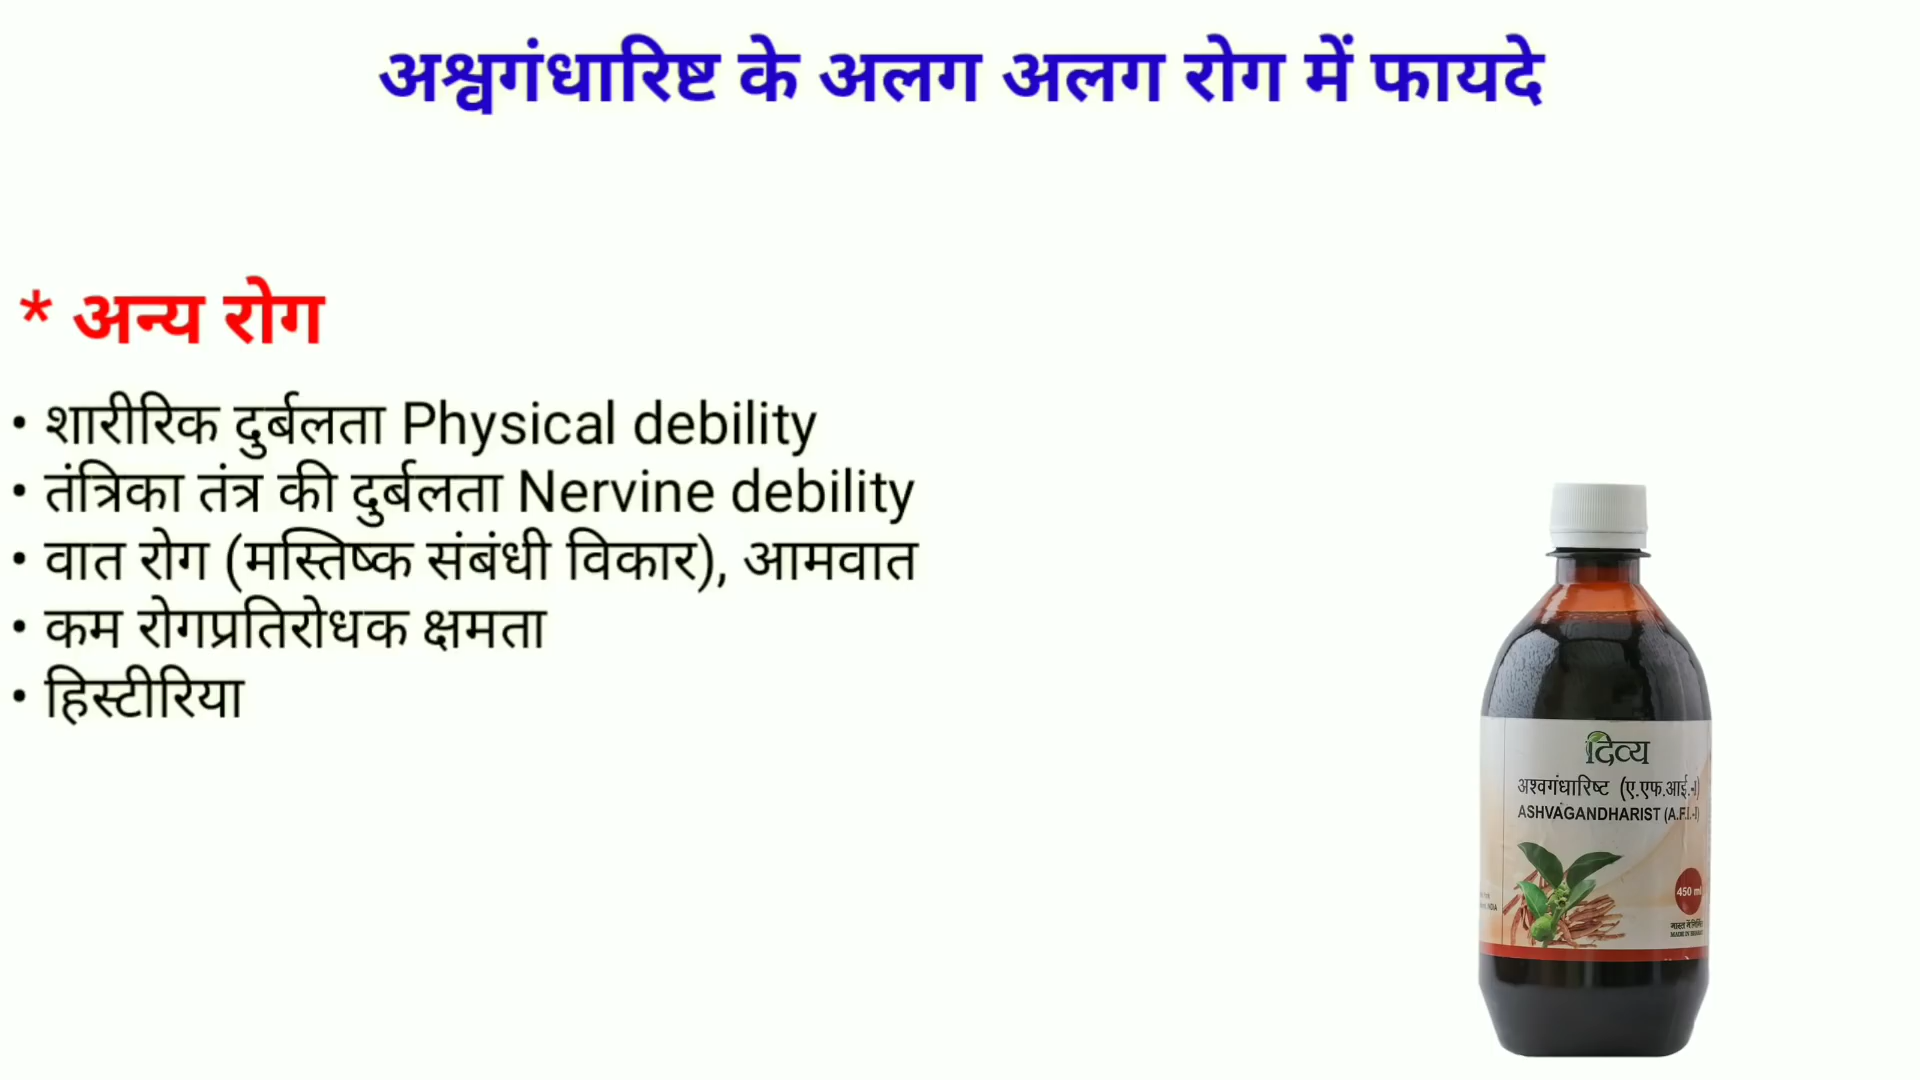 अश्वगंधारिष्ट के अलग अलग रोग में फायदे
* अन्य रोग
• शारीरिक दुर्बलता Physical debility
• तंत्रिका तंत्र की दुर्बलता Nervine debility
• वात रोग (मस्तिष्क संबंधी विकार), आमवात
• कम रोगप्रतिरोधक क्षमता
• हिस्टीरिया
दिव्य
अश्वगंधारिष्ट (ए.एफ.आई.-I)
ASHVAGANDHARIST (A.F.I.-I)
450 ml